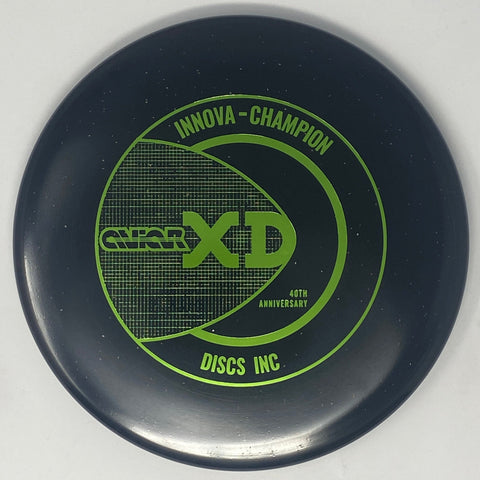 INNOVA-CHAMPION
AVIAR XD
40TH
ANNIVERSARY
DISCS INC